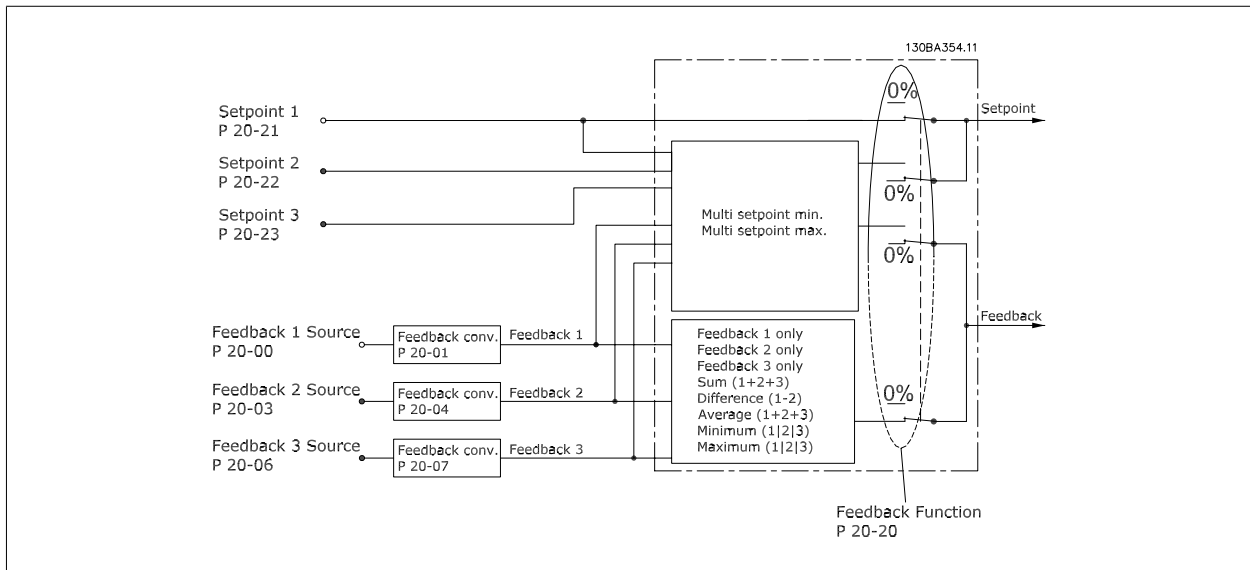 130BA354.11
0%
Setpoint
Setpoint 1
P 20-21
Setpoint 2
P 20-22
0%
Setpoint 3
P 20-23
Multi setpoint min.
Multi setpoint max.
0%
Feedback
Feedback 1 Source
P 20-00
Feedback conv.
P 20-01
Feedback 1
Feedback 2 Source
P 20-03
Feedback conv.
P 20-04
Feedback 2
Feedback 3 Source
P 20-06
Feedback conv.
P 20-07
Feedback 3
Feedback 1 only
Feedback 2 only
Feedback 3 only
Sum (1+2+3)
Difference (1-2)
Average (1+2+3)
Minimum (1|2|3)
Maximum (1|2|3)
0%
Feedback Function
P 20-20